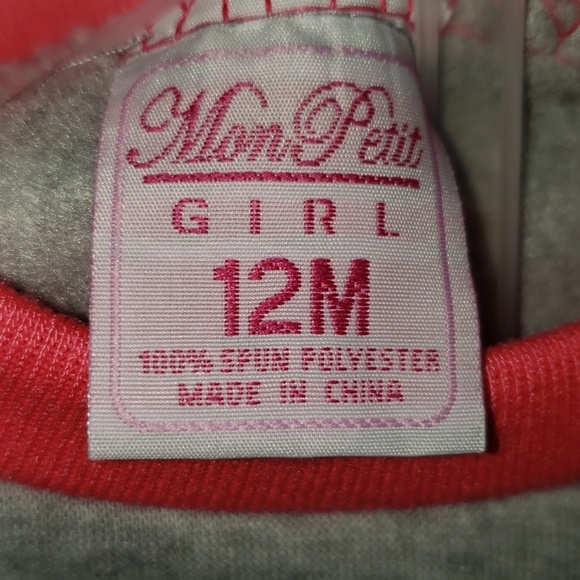 Mon Petit
GIRL
12M
100% SPUN POLYESTER
MADE IN CHINA